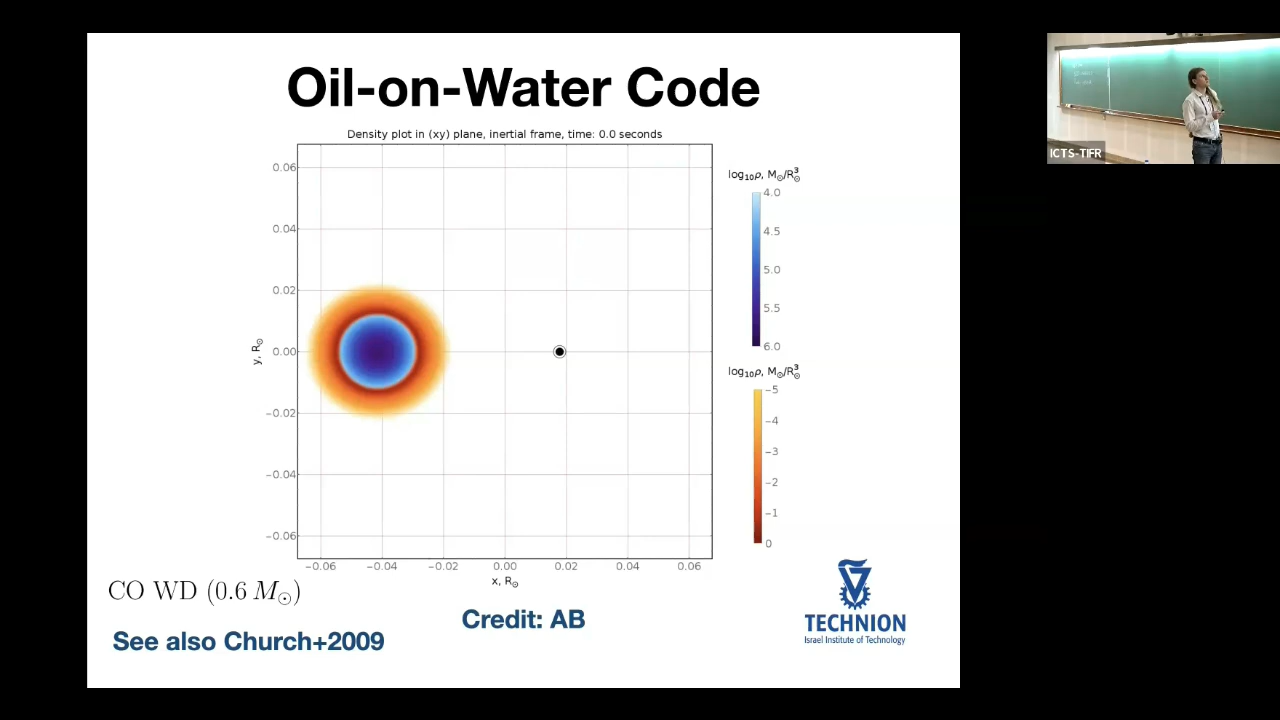 Oil-on-Water Code
Density plot in (xy) plane, inertial frame, time: 0.0 seconds
0.06
0.04
0.02
0.00
−0.02
−0.04
−0.06
y, R⊙
−0.06 −0.04 −0.02 0.00 0.02 0.04 0.06
x, R⊙
log₁₀ρ, M⊙/R³⊙
4.0
4.5
5.0
5.5
6.0
log₁₀ρ, M⊙/R³⊙
−5
−4
−3
−2
−1
0
CO WD (0.6 M⊙)
See also Church+2009
Credit: AB
TECHNION
Israel Institute of Technology
ICTS-TIFR